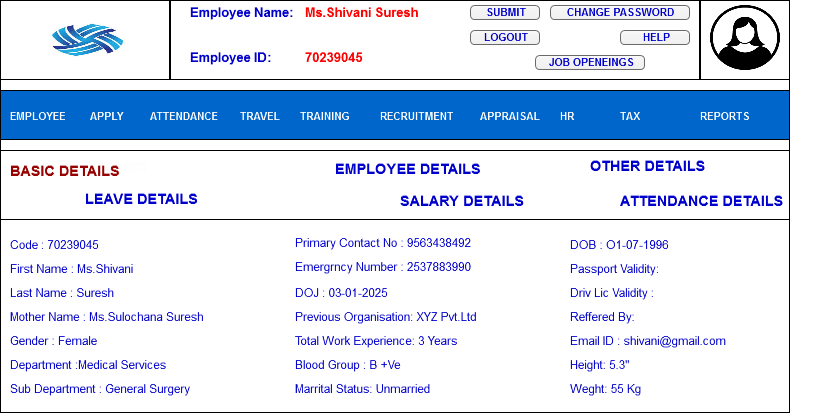 Employee Name: Ms.Shivani Suresh
SUBMIT CHANGE PASSWORD
LOGOUT HELP
Employee ID: 70239045
JOB OPENEINGS
EMPLOYEE APPLY ATTENDANCE TRAVEL TRAINING RECRUITMENT APPRAISAL HR TAX REPORTS
BASIC DETAILS EMPLOYEE DETAILS OTHER DETAILS
LEAVE DETAILS SALARY DETAILS ATTENDANCE DETAILS
Code : 70239045
First Name : Ms.Shivani
Last Name : Suresh
Mother Name : Ms.Sulochana Suresh
Gender : Female
Department :Medical Services
Sub Department : General Surgery
Primary Contact No : 9563438492
Emergrncy Number : 2537883990
DOJ : 03-01-2025
Previous Organisation: XYZ Pvt.Ltd
Total Work Experience: 3 Years
Blood Group : B +Ve
Marrital Status: Unmarried
DOB : O1-07-1996
Passport Validity:
Driv Lic Validity :
Reffered By:
Email ID : shivani@gmail.com
Height: 5.3"
Weght: 55 Kg